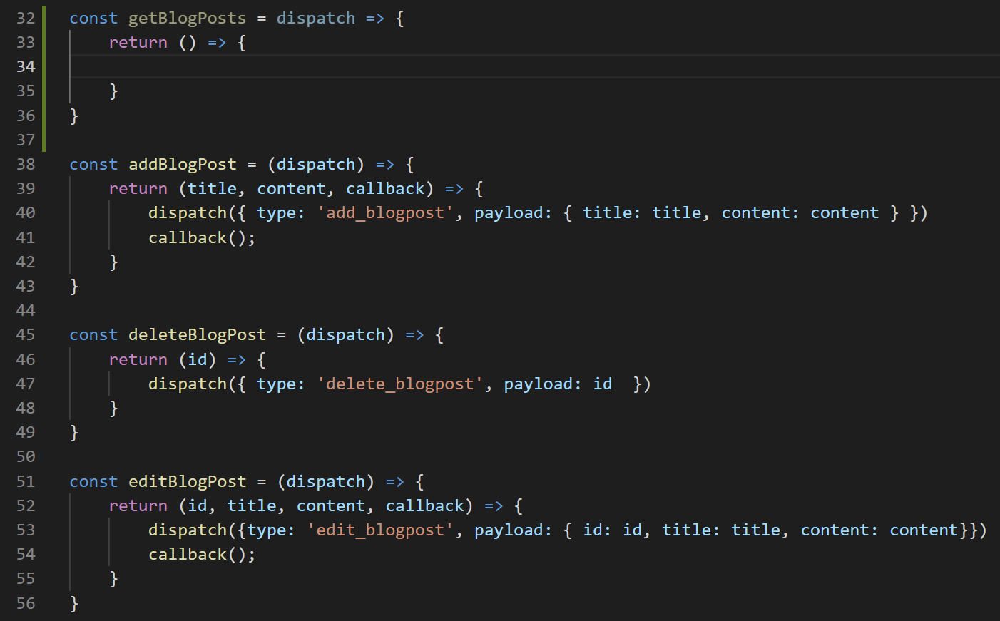 32 const getBlogPosts = dispatch => {
33     return () => {
34
35     }
36 }
37
38 const addBlogPost = (dispatch) => {
39     return (title, content, callback) => {
40         dispatch({ type: 'add_blogpost', payload: { title: title, content: content } })
41         callback();
42     }
43 }
44
45 const deleteBlogPost = (dispatch) => {
46     return (id) => {
47         dispatch({ type: 'delete_blogpost', payload: id  })
48     }
49 }
50
51 const editBlogPost = (dispatch) => {
52     return (id, title, content, callback) => {
53         dispatch({type: 'edit_blogpost', payload: { id: id, title: title, content: content}})
54         callback();
55     }
56 }